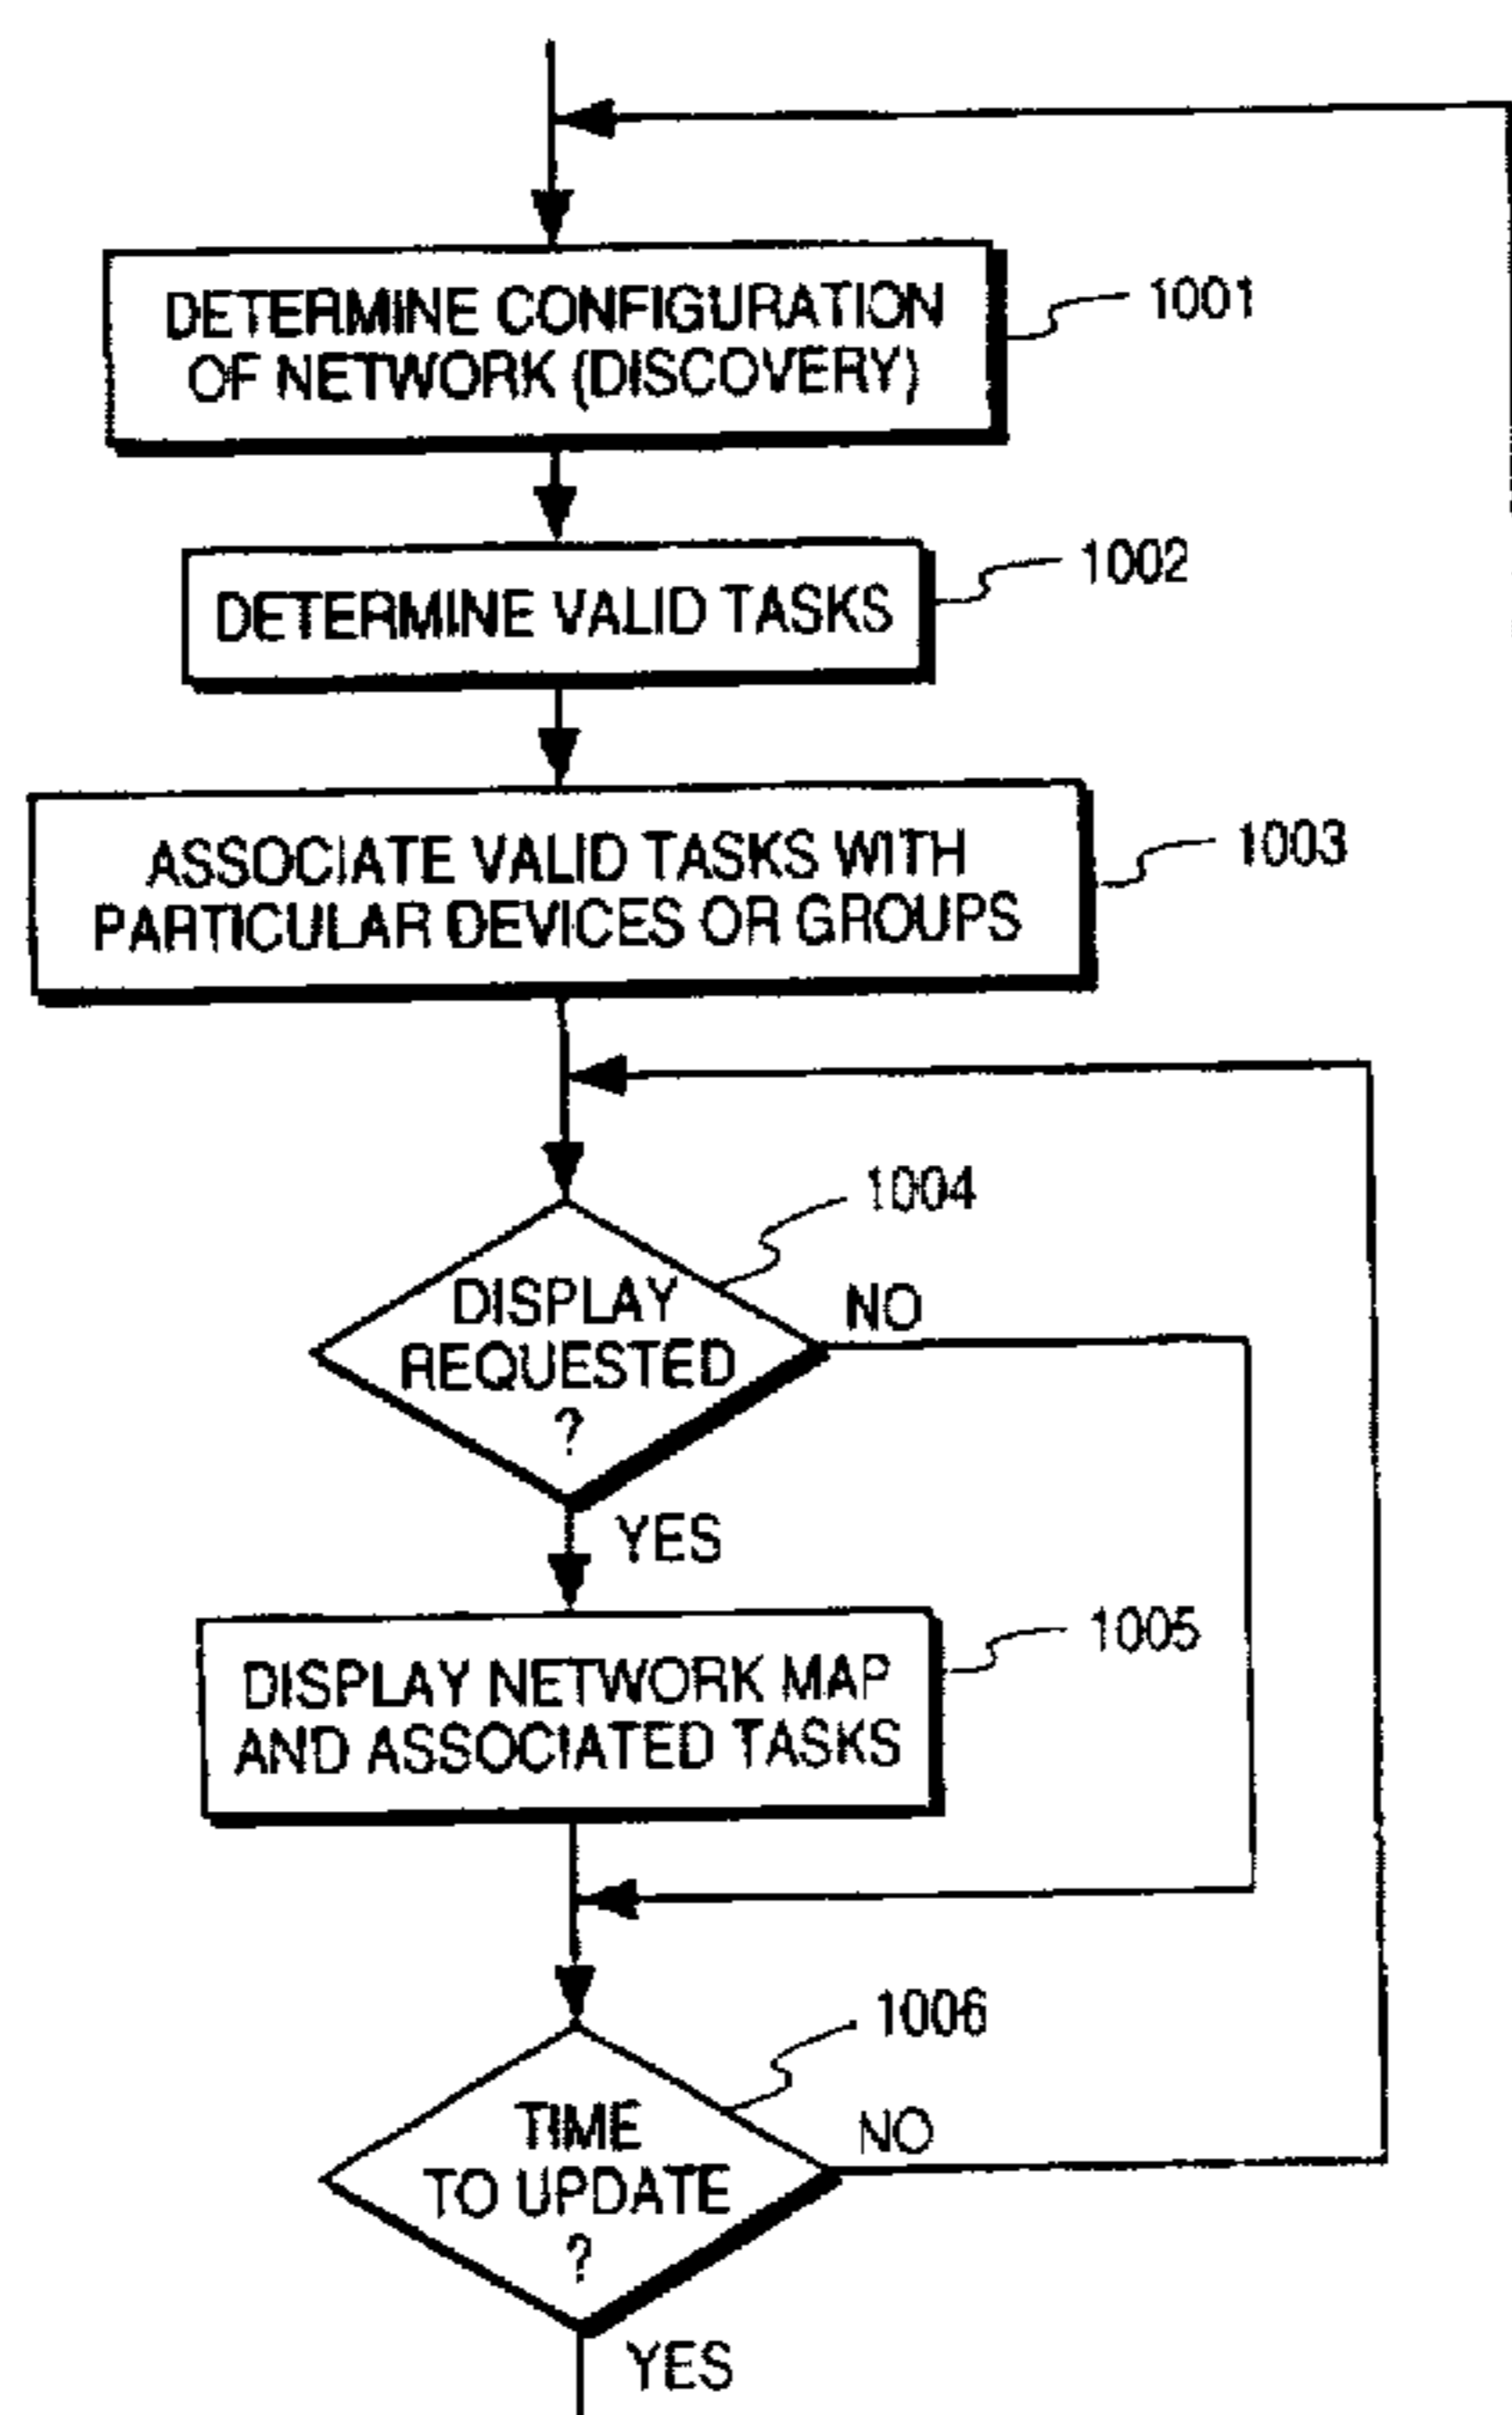 DETERMINE CONFIGURATION
OF NETWORK (DISCOVERY)
1001
DETERMINE VALID TASKS
1002
ASSOCIATE VALID TASKS WITH
PARTICULAR DEVICES OR GROUPS
1003
1004
DISPLAY
REQUESTED
?
NO
YES
DISPLAY NETWORK MAP
AND ASSOCIATED TASKS
1005
1006
TIME
TO UPDATE
?
NO
YES